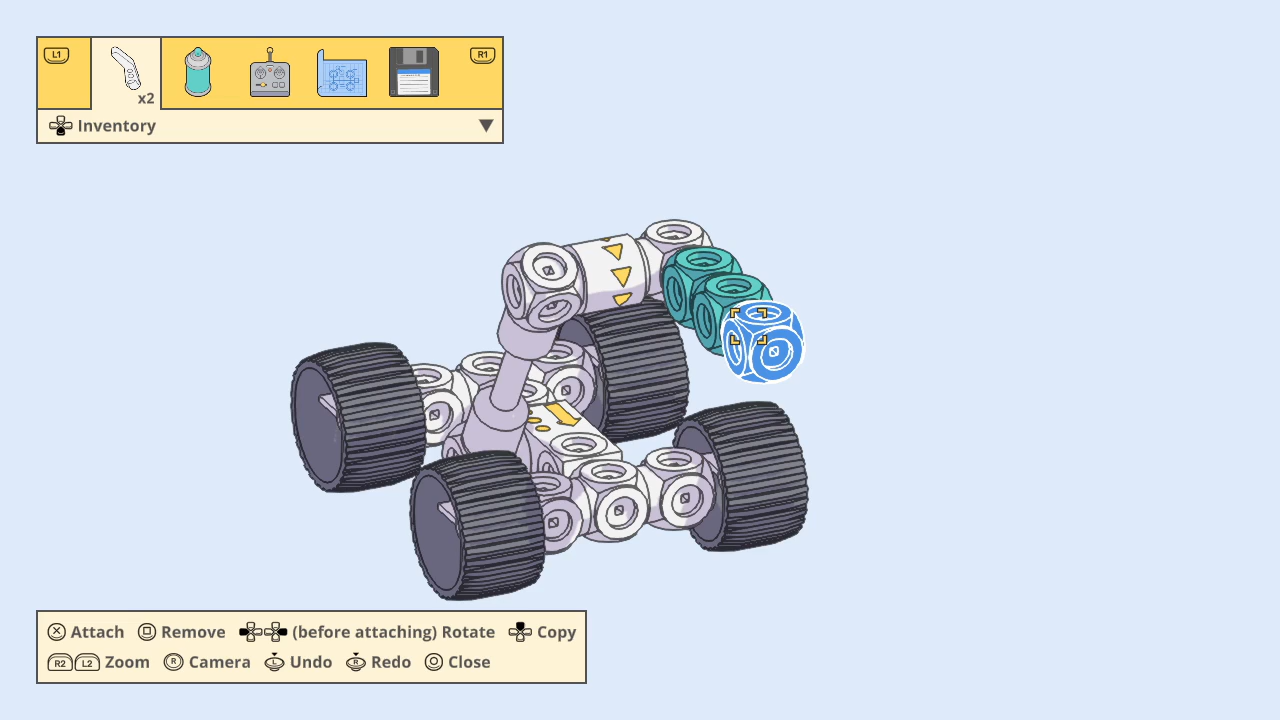 L1
R1
x2
Inventory
Attach Remove (before attaching) Rotate Copy
R2 L2 Zoom R Camera L Undo R Redo Close